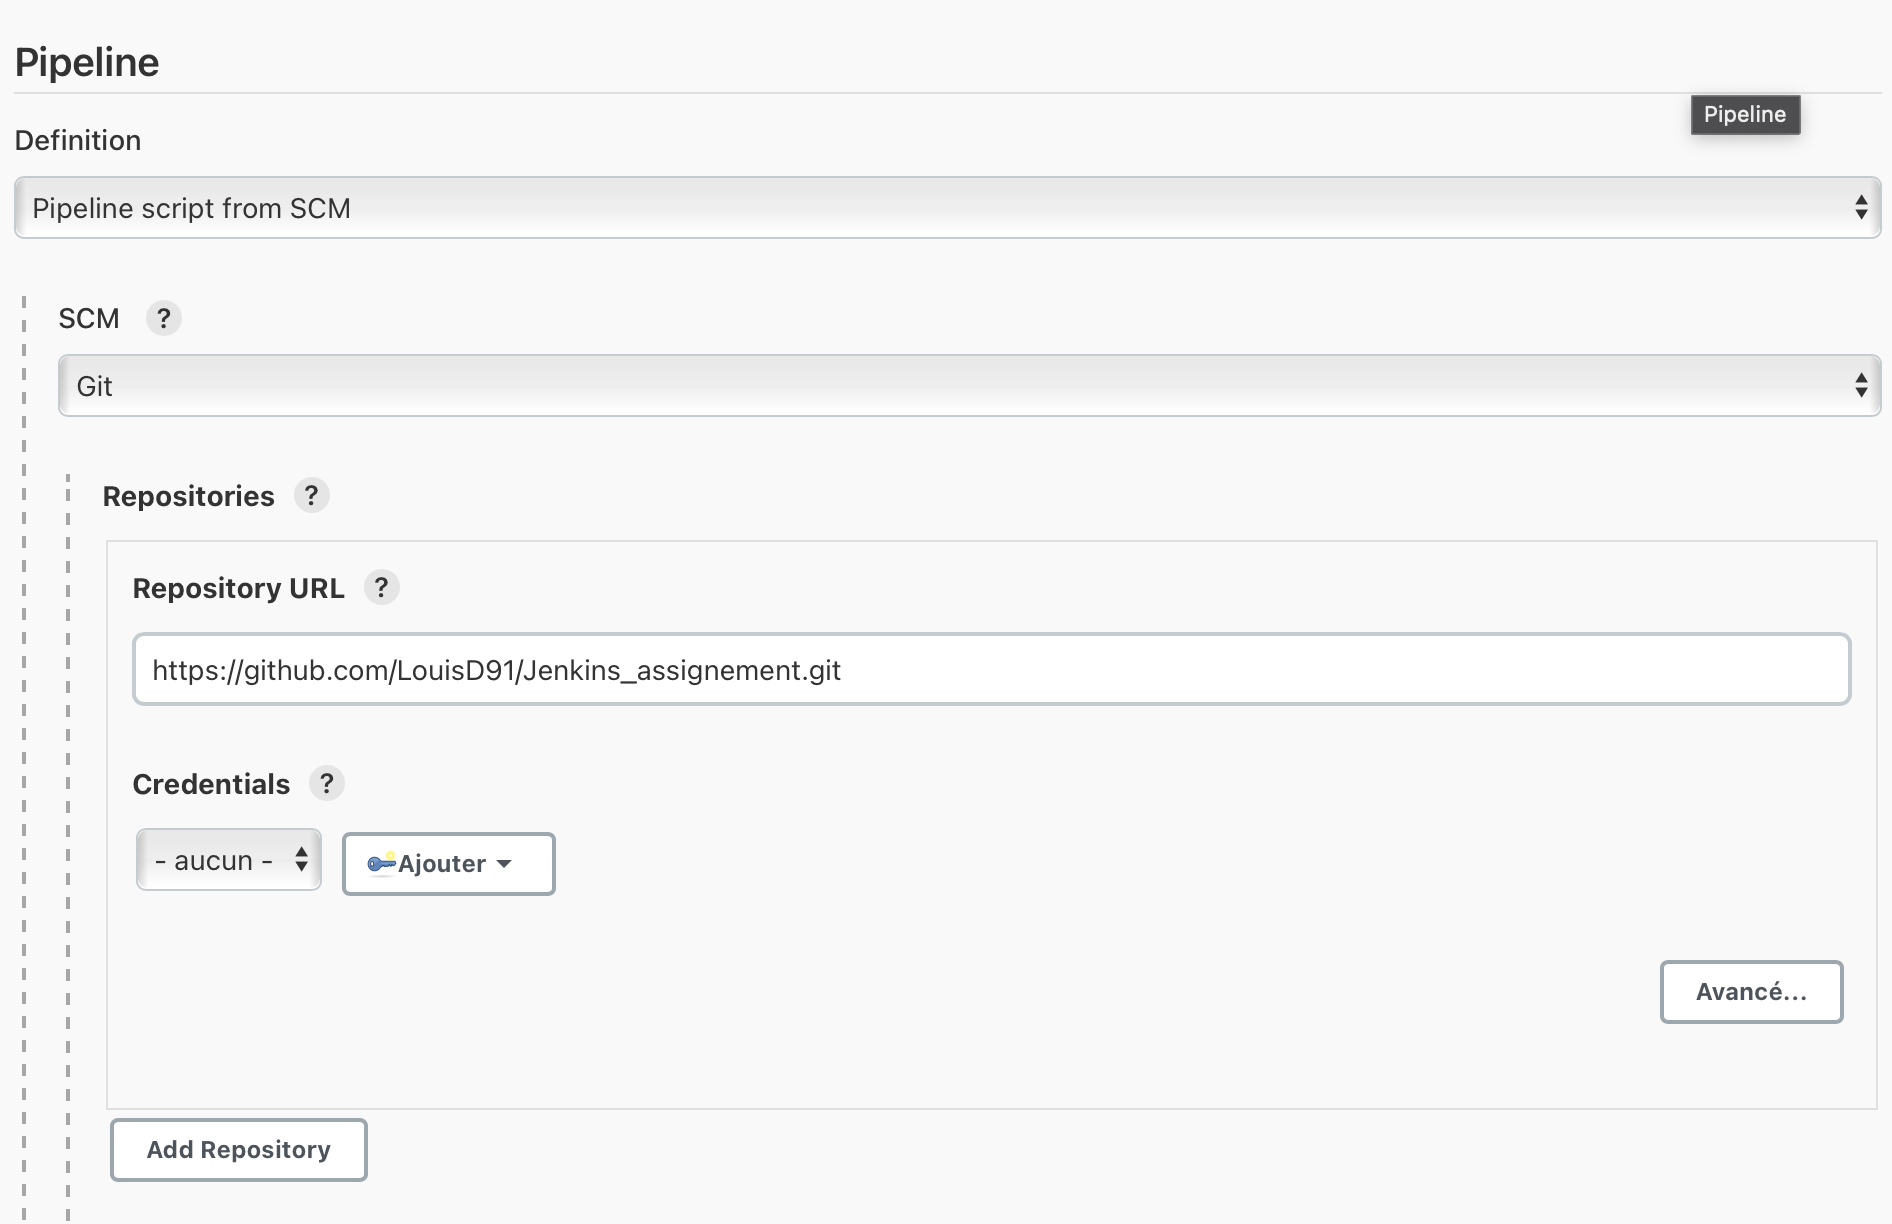 Pipeline
Pipeline
Definition
Pipeline script from SCM
SCM ?
Git
Repositories ?
Repository URL ?
https://github.com/LouisD91/Jenkins_assignement.git
Credentials ?
- aucun - Ajouter
Avancé...
Add Repository